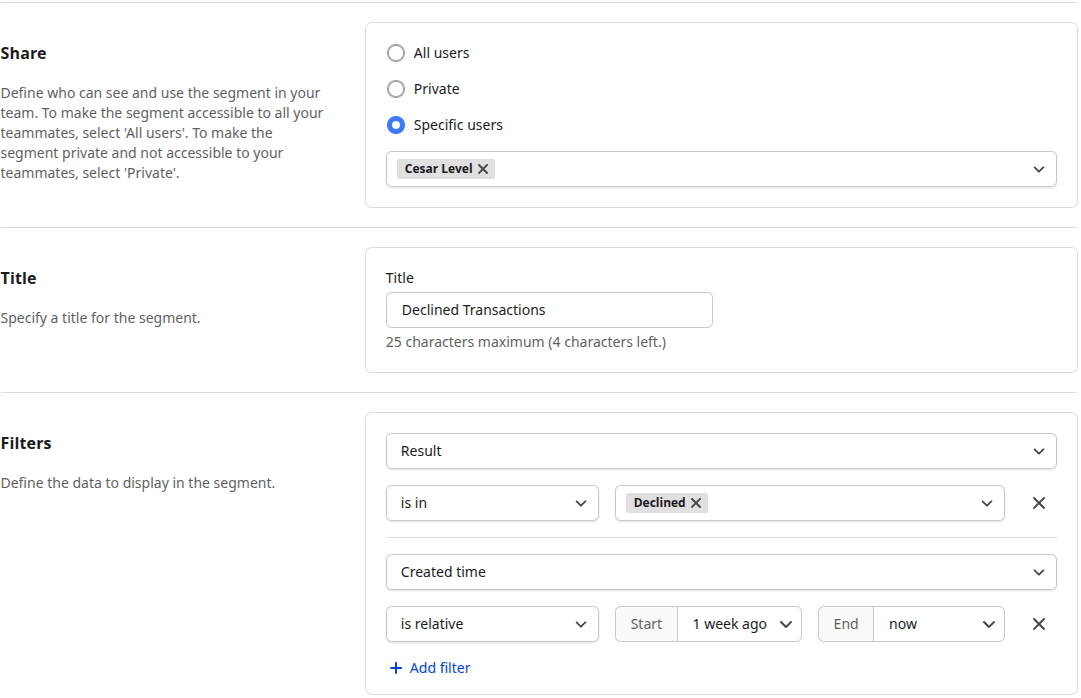 Share
Define who can see and use the segment in your
team. To make the segment accessible to all your
teammates, select 'All users'. To make the
segment private and not accessible to your
teammates, select 'Private'.
All users
Private
Specific users
Cesar Level
Title
Specify a title for the segment.
Title
Declined Transactions
25 characters maximum (4 characters left.)
Filters
Define the data to display in the segment.
Result
is in
Declined
Created time
is relative
Start
1 week ago
End
now
Add filter